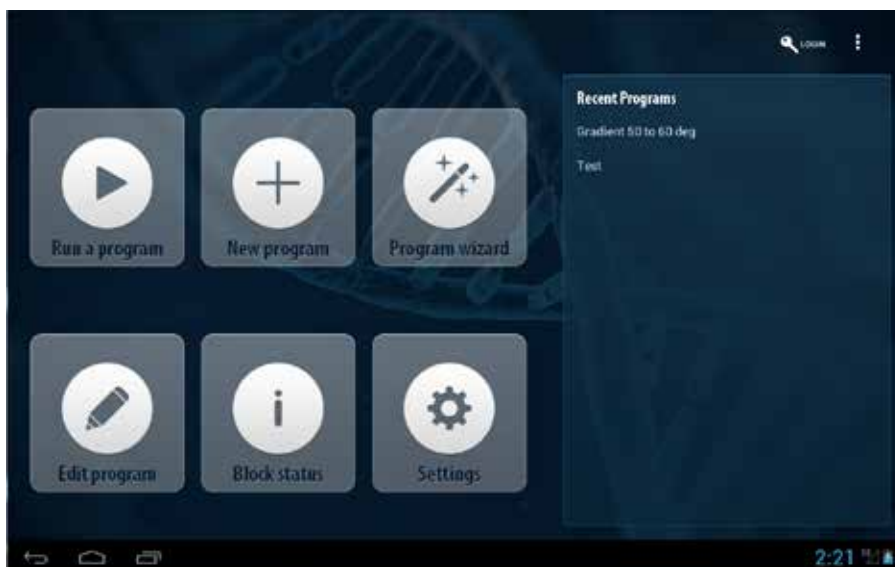 LOGIN
Recent Programs
Gradient 50 to 60 deg
Test
Run a program
New program
Program wizard
Edit program
Block status
Settings
2:21